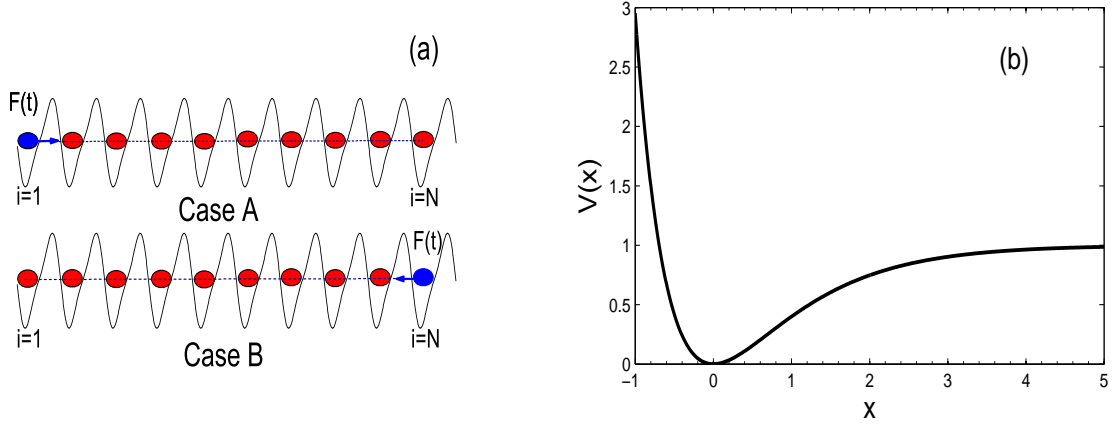 (a)
F(t)
i=1
i=N
Case A
F(t)
i=1
i=N
Case B
(b)
V(x)
3
2.5
2
1.5
1
0.5
0
−1 0 1 2 3 4 5
x